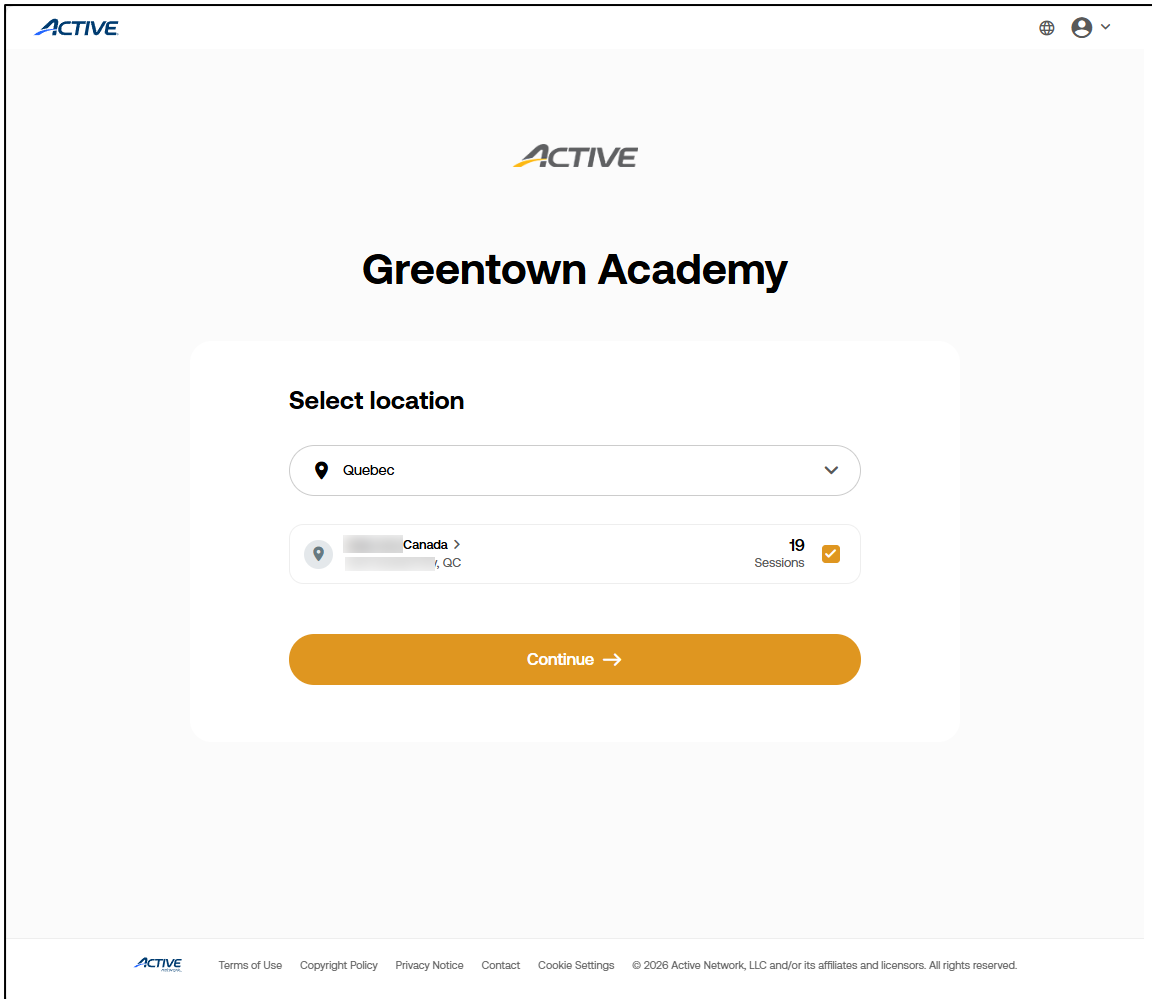 ACTIVE
ACTIVE
Greentown Academy
Select location
Quebec
Canada
19
, QC
Sessions
Continue
ACTIVE
NETWORK
Terms of Use
Copyright Policy
Privacy Notice
Contact
Cookie Settings
© 2026 Active Network, LLC and/or its affiliates and licensors. All rights reserved.